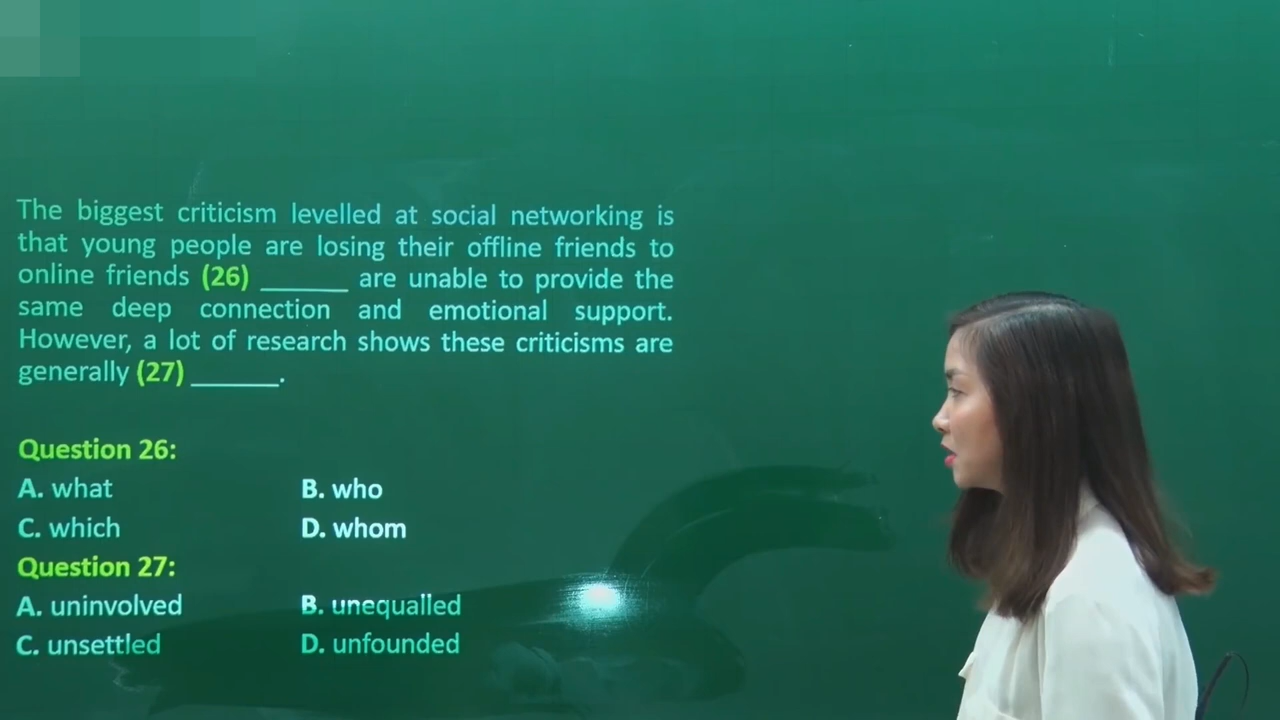 The biggest criticism levelled at social networking is
that young people are losing their offline friends to
online friends (26) ______ are unable to provide the
same deep connection and emotional support.
However, a lot of research shows these criticisms are
generally (27) ______.
Question 26:
A. what B. who
C. which D. whom
Question 27:
A. uninvolved B. unequalled
C. unsettled D. unfounded